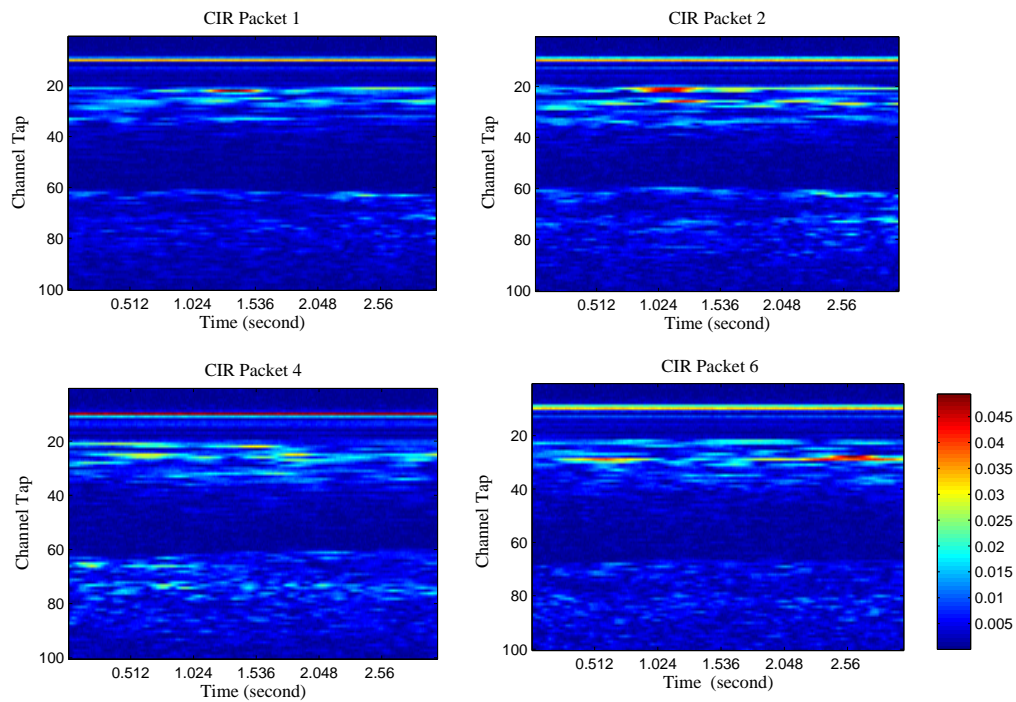 CIR Packet 1
Channel Tap
20
40
60
80
100
0.512 1.024 1.536 2.048 2.56
Time (second)
CIR Packet 2
Channel Tap
20
40
60
80
100
0.512 1.024 1.536 2.048 2.56
Time (second)
CIR Packet 4
Channel Tap
20
40
60
80
100
0.512 1.024 1.536 2.048 2.56
Time (second)
CIR Packet 6
Channel Tap
20
40
60
80
100
0.512 1.024 1.536 2.048 2.56
Time (second)
0.045
0.04
0.035
0.03
0.025
0.02
0.015
0.01
0.005